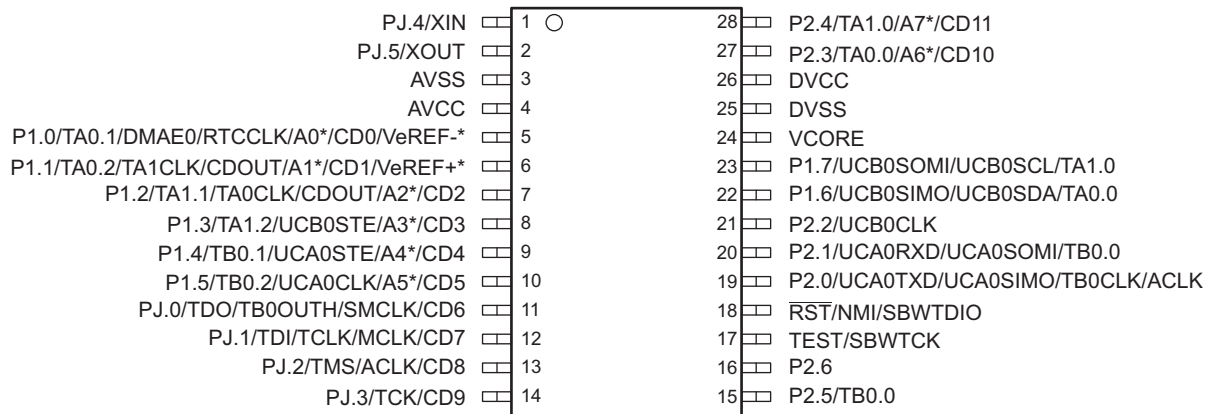 PJ.4/XIN 1 28 P2.4/TA1.0/A7*/CD11
PJ.5/XOUT 2 27 P2.3/TA0.0/A6*/CD10
AVSS 3 26 DVCC
AVCC 4 25 DVSS
P1.0/TA0.1/DMAE0/RTCCLK/A0*/CD0/VeREF-* 5 24 VCORE
P1.1/TA0.2/TA1CLK/CDOUT/A1*/CD1/VeREF+* 6 23 P1.7/UCB0SOMI/UCB0SCL/TA1.0
P1.2/TA1.1/TA0CLK/CDOUT/A2*/CD2 7 22 P1.6/UCB0SIMO/UCB0SDA/TA0.0
P1.3/TA1.2/UCB0STE/A3*/CD3 8 21 P2.2/UCB0CLK
P1.4/TB0.1/UCA0STE/A4*/CD4 9 20 P2.1/UCA0RXD/UCA0SOMI/TB0.0
P1.5/TB0.2/UCA0CLK/A5*/CD5 10 19 P2.0/UCA0TXD/UCA0SIMO/TB0CLK/ACLK
PJ.0/TDO/TB0OUTH/SMCLK/CD6 11 18 RST/NMI/SBWTDIO
PJ.1/TDI/TCLK/MCLK/CD7 12 17 TEST/SBWTCK
PJ.2/TMS/ACLK/CD8 13 16 P2.6
PJ.3/TCK/CD9 14 15 P2.5/TB0.0